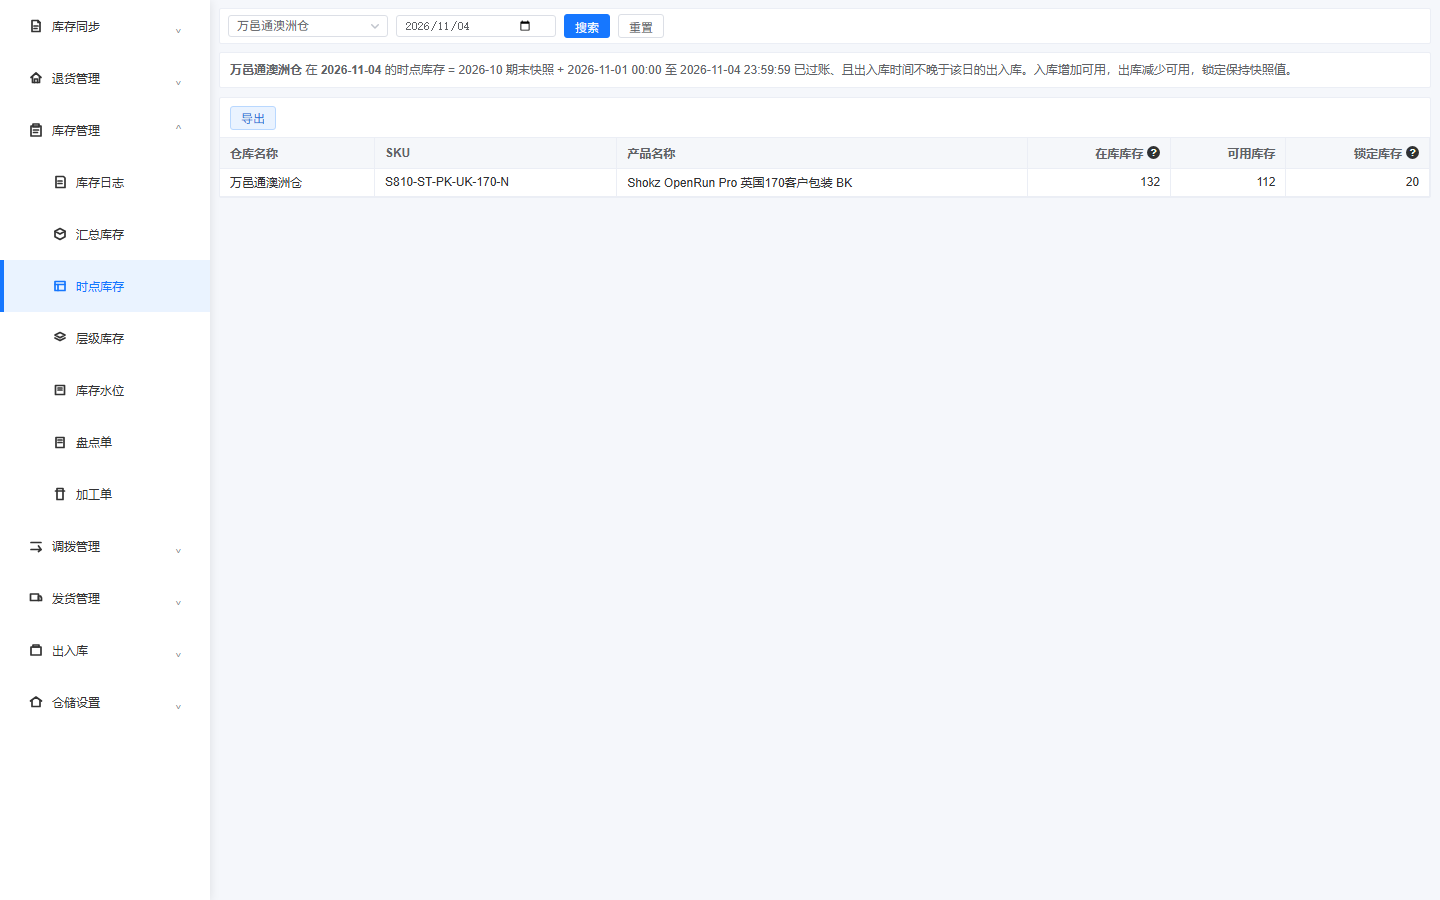 库存同步
退货管理
库存管理
库存日志
汇总库存
时点库存
层级库存
库存水位
盘点单
加工单
调拨管理
发货管理
出入库
仓储设置
万邑通澳洲仓 2026/11/04 搜索 重置
万邑通澳洲仓 在 2026-11-04 的时点库存 = 2026-10 期末快照 + 2026-11-01 00:00 至 2026-11-04 23:59:59 已过账、且出入库时间不晚于该日的出入库。入库增加可用，出库减少可用，锁定保持快照值。
导出
仓库名称 SKU 产品名称 在库库存 ? 可用库存 锁定库存 ?
万邑通澳洲仓 S810-ST-PK-UK-170-N Shokz OpenRun Pro 英国170客户包装 BK 132 112 20